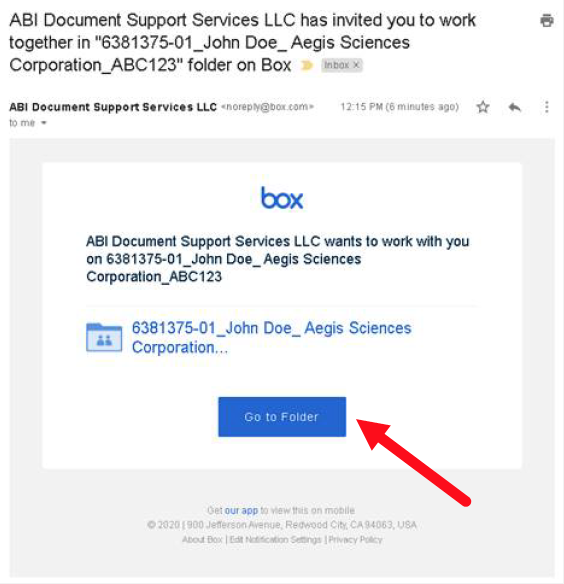 ABI Document Support Services LLC has invited you to work
together in "6381375-01_John Doe_ Aegis Sciences
Corporation_ABC123" folder on Box Inbox ×
ABI Document Support Services LLC <noreply@box.com> 12:15 PM (6 minutes ago)
to me
box
ABI Document Support Services LLC wants to work with you
on 6381375-01_John Doe_ Aegis Sciences
Corporation_ABC123
6381375-01_John Doe_ Aegis Sciences
Corporation...
Go to Folder
Get our app to view this on mobile
© 2020 | 900 Jefferson Avenue, Redwood City, CA 94063, USA
About Box | Edit Notification Settings | Privacy Policy